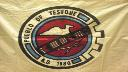 PUEBLO OF TESUQUE
A.D. 1680